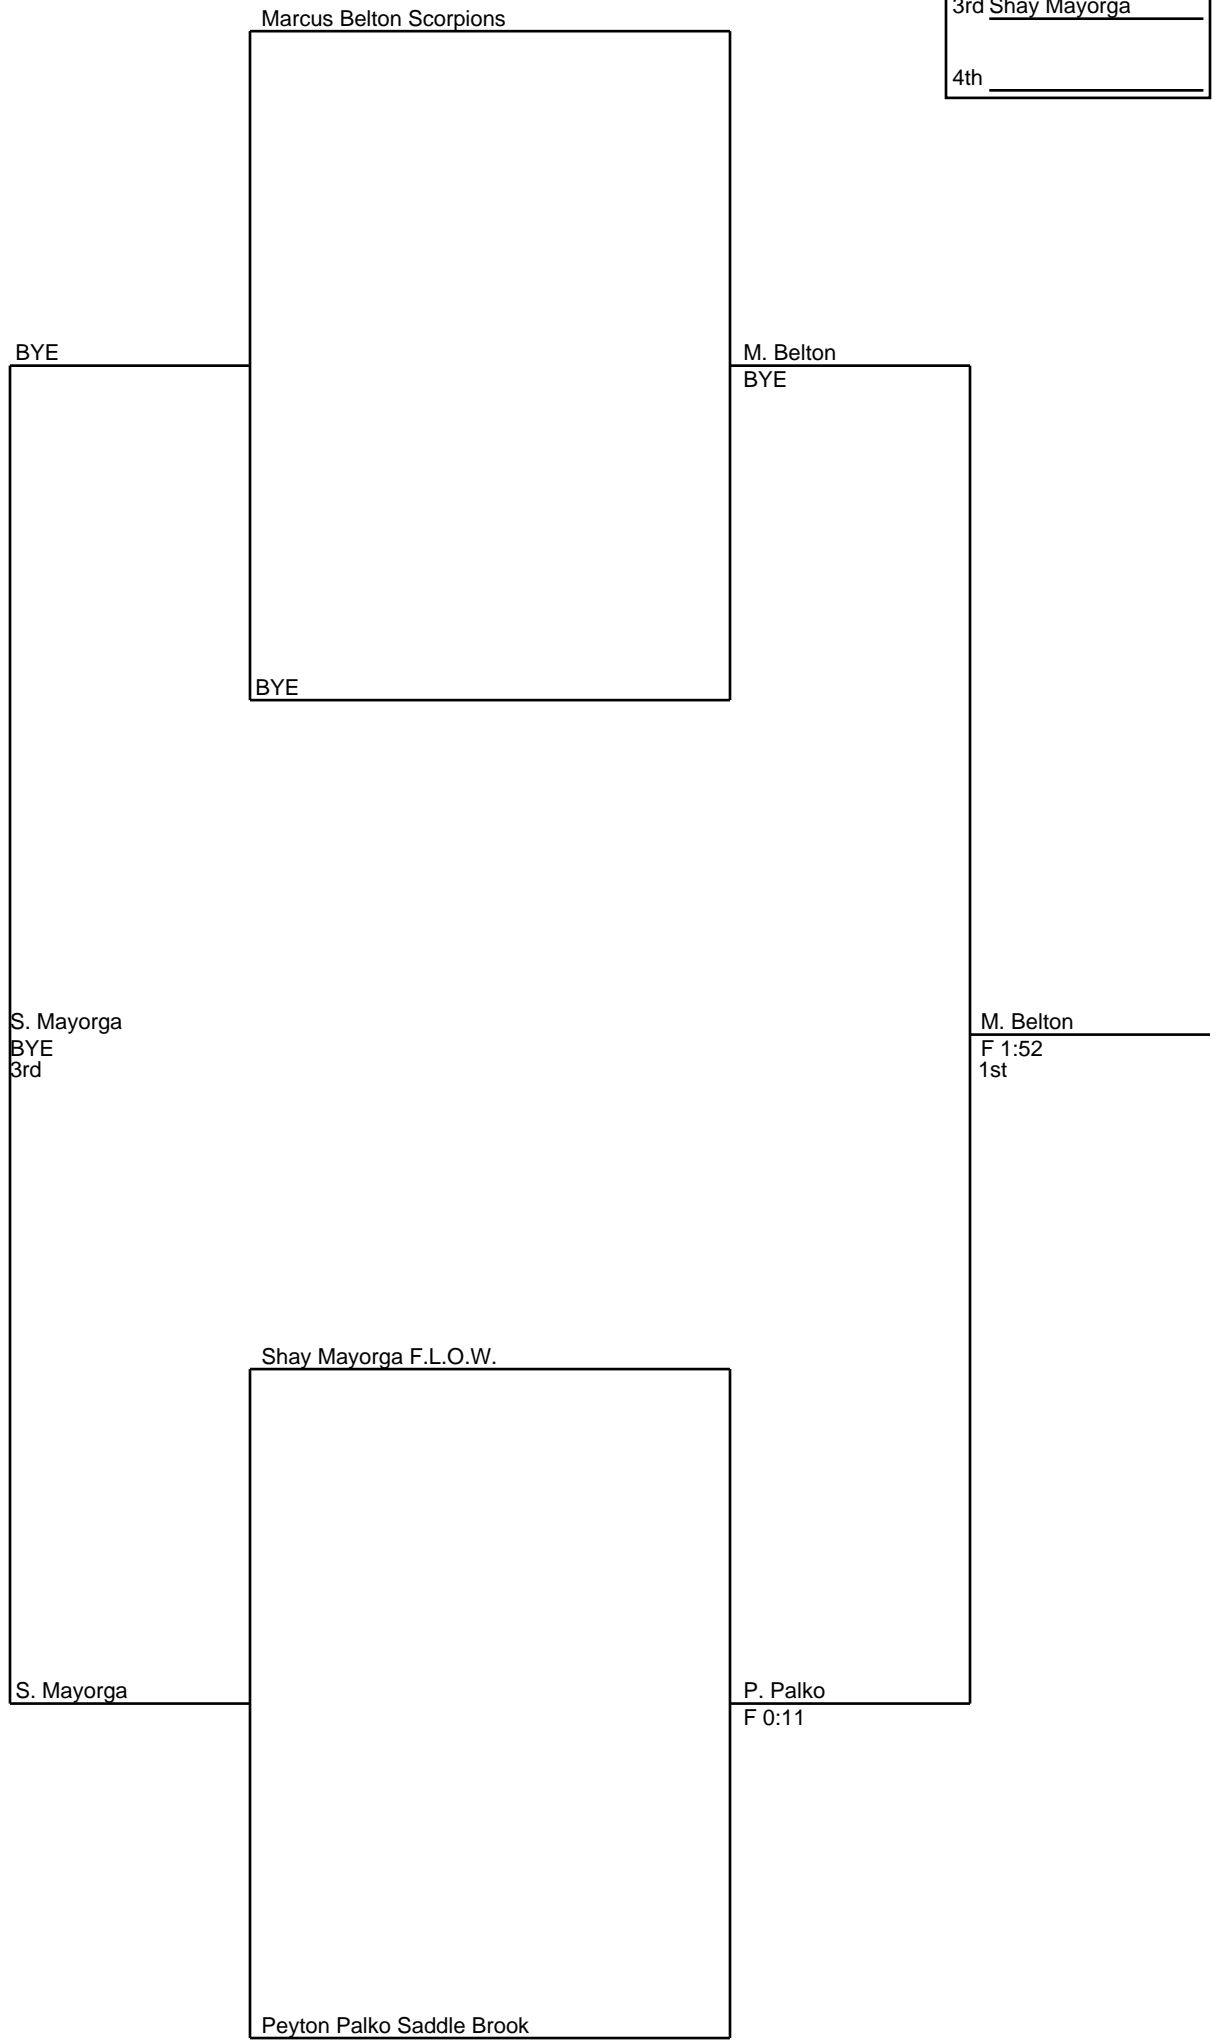 Marcus Belton Scorpions
3rd Shay Mayorga
4th
BYE
M. Belton
BYE
BYE
S. Mayorga
BYE
3rd
M. Belton
F 1:52
1st
Shay Mayorga F.L.O.W.
S. Mayorga
P. Palko
F 0:11
Peyton Palko Saddle Brook